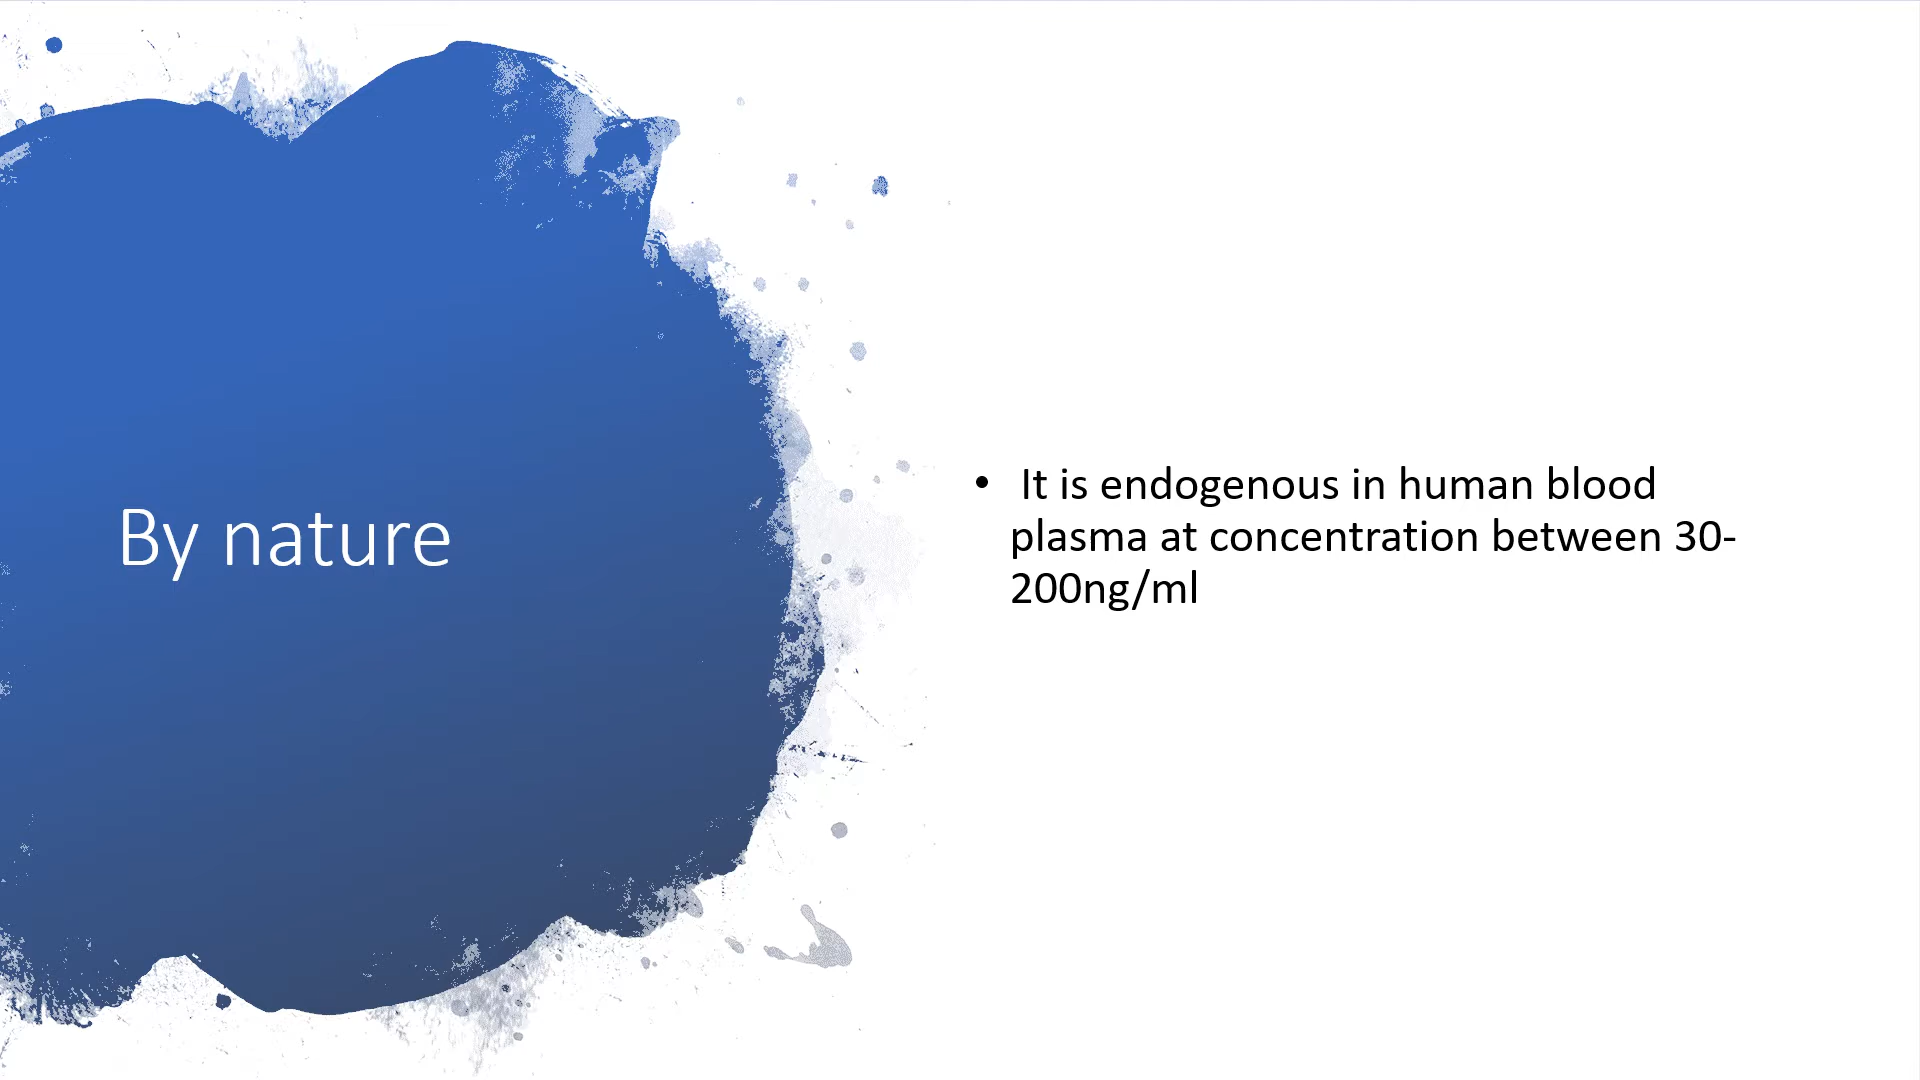 By nature
• It is endogenous in human blood
plasma at concentration between 30-
200ng/ml